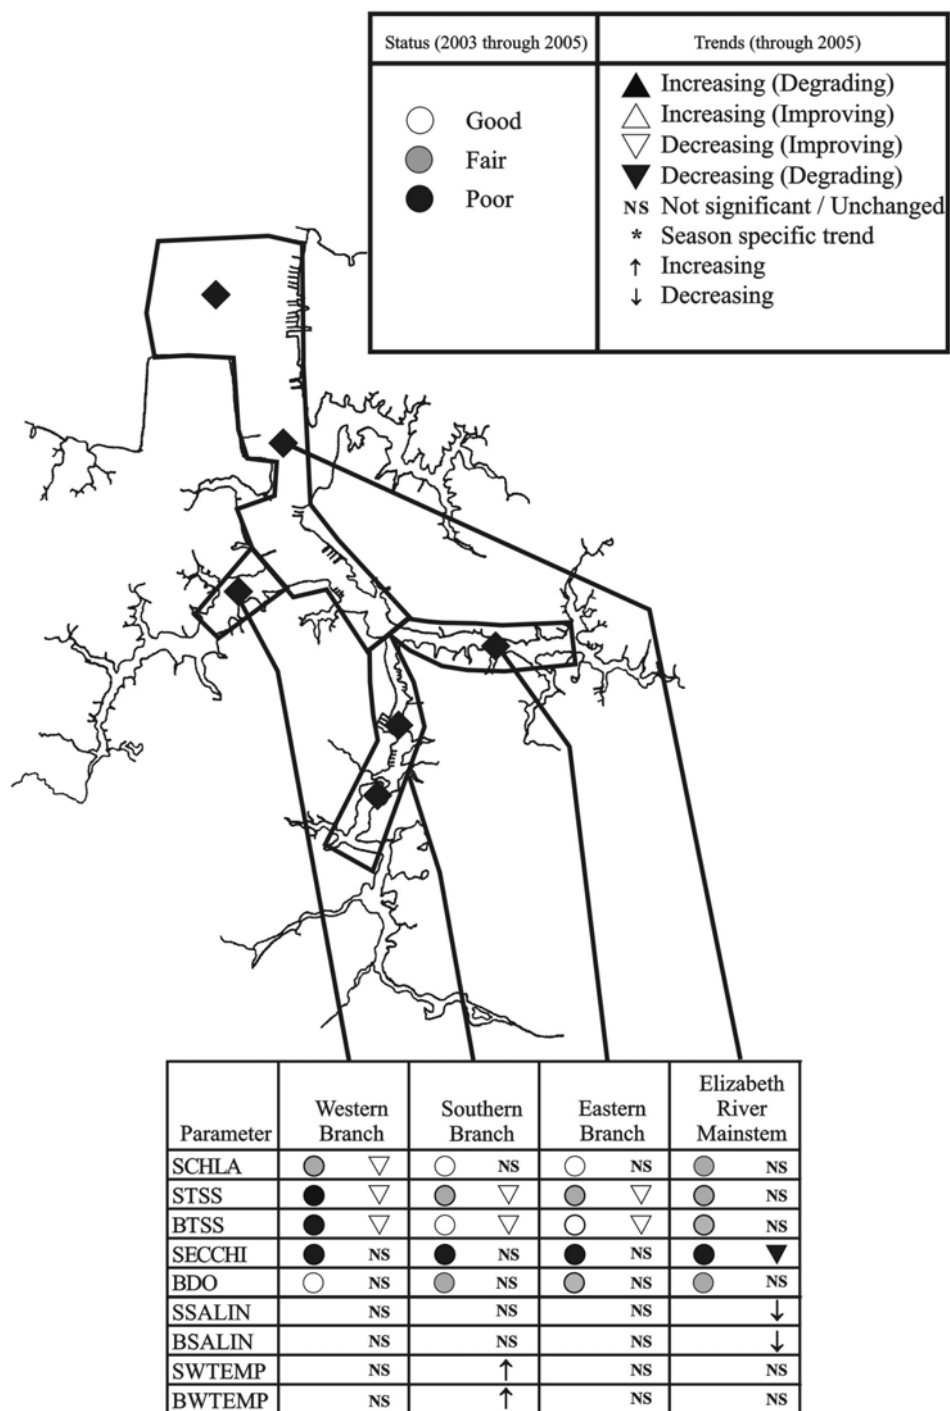 Status (2003 through 2005) Trends (through 2005)
Good
Fair
Poor
Increasing (Degrading)
Increasing (Improving)
Decreasing (Improving)
Decreasing (Degrading)
NS Not significant / Unchanged
* Season specific trend
↑ Increasing
↓ Decreasing
Parameter Western Branch Southern Branch Eastern Branch Elizabeth River Mainstem
SCHLA NS NS NS
STSS NS
BTSS NS
SECCHI NS NS NS
BDO NS NS NS NS
SSALIN NS NS NS ↓
BSALIN NS NS NS ↓
SWTEMP NS ↑ NS NS
BWTEMP NS ↑ NS NS